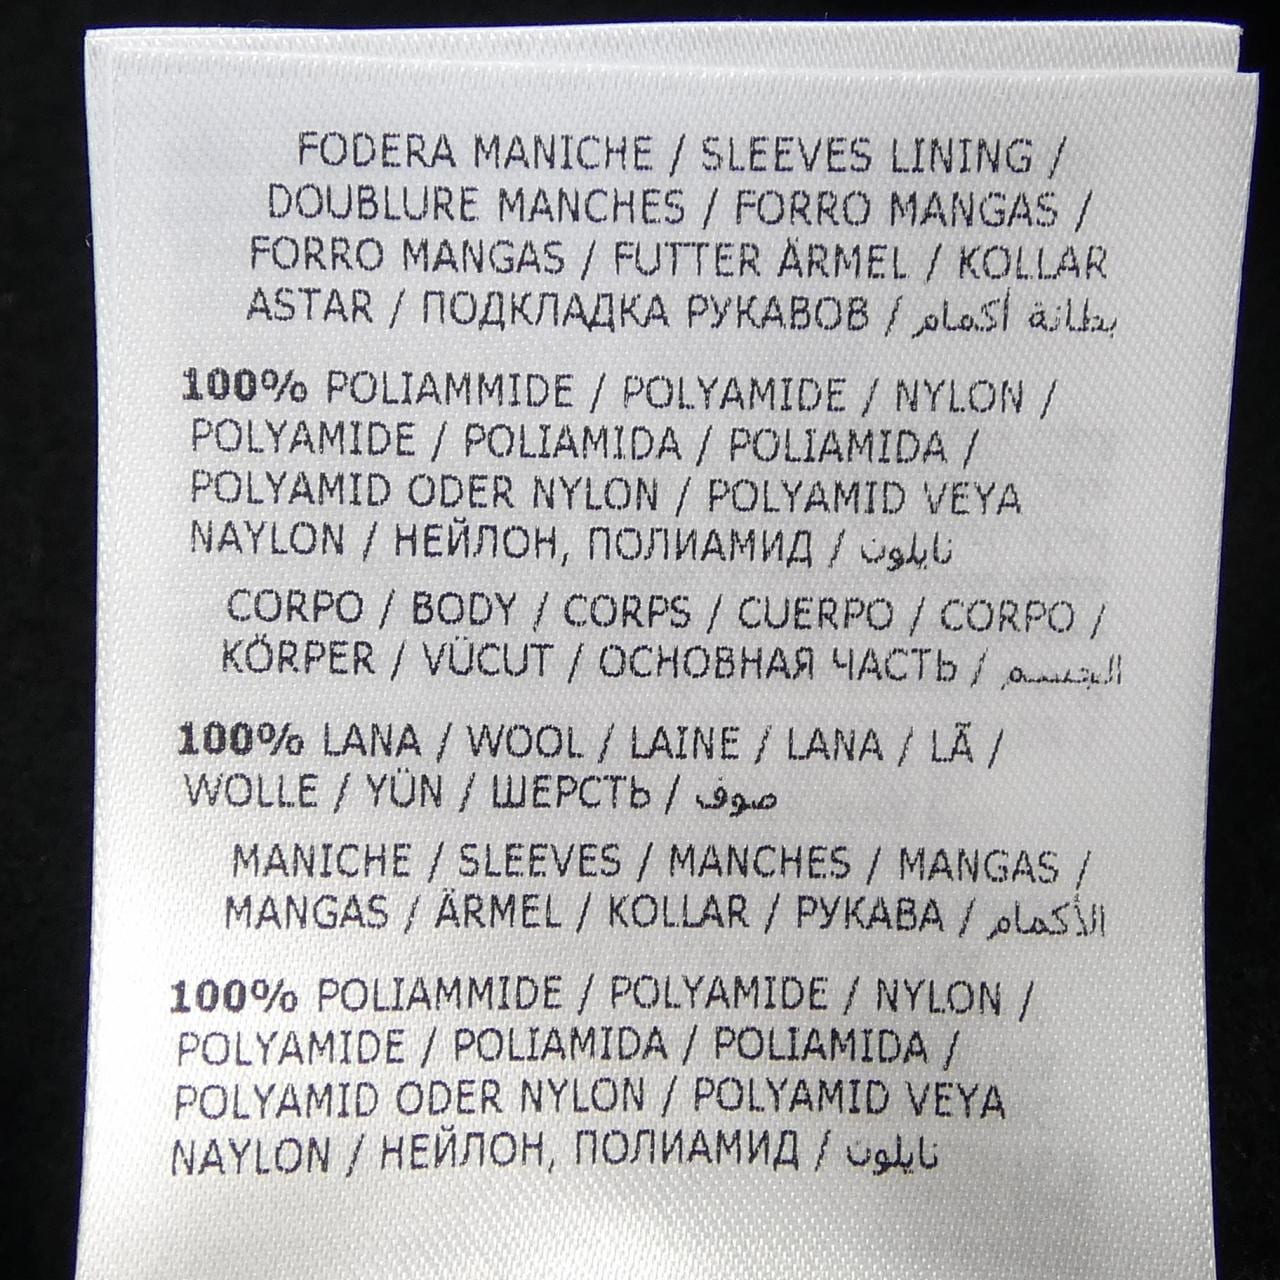 FODERA MANICHE / SLEEVES LINING /
DOUBLURE MANCHES / FORRO MANGAS /
FORRO MANGAS / FUTTER ÄRMEL / KOLLAR
ASTAR / ПОДКЛАДКА РУКАВОВ / بطانة أكمام
100% POLIAMMIDE / POLYAMIDE / NYLON /
POLYAMIDE / POLIAMIDA / POLIAMIDA /
POLYAMID ODER NYLON / POLYAMID VEYA
NAYLON / НЕЙЛОН, ПОЛИАМИД / نايلون
CORPO / BODY / CORPS / CUERPO / CORPO /
KÖRPER / VÜCUT / ОСНОВНАЯ ЧАСТЬ / الجسم
100% LANA / WOOL / LAINE / LANA / LÃ /
WOLLE / YÜN / ШЕРСТЬ / صوف
MANICHE / SLEEVES / MANCHES / MANGAS /
MANGAS / ÄRMEL / KOLLAR / РУКАВА / الأكمام
100% POLIAMMIDE / POLYAMIDE / NYLON /
POLYAMIDE / POLIAMIDA / POLIAMIDA /
POLYAMID ODER NYLON / POLYAMID VEYA
NAYLON / НЕЙЛОН, ПОЛИАМИД / نايلون